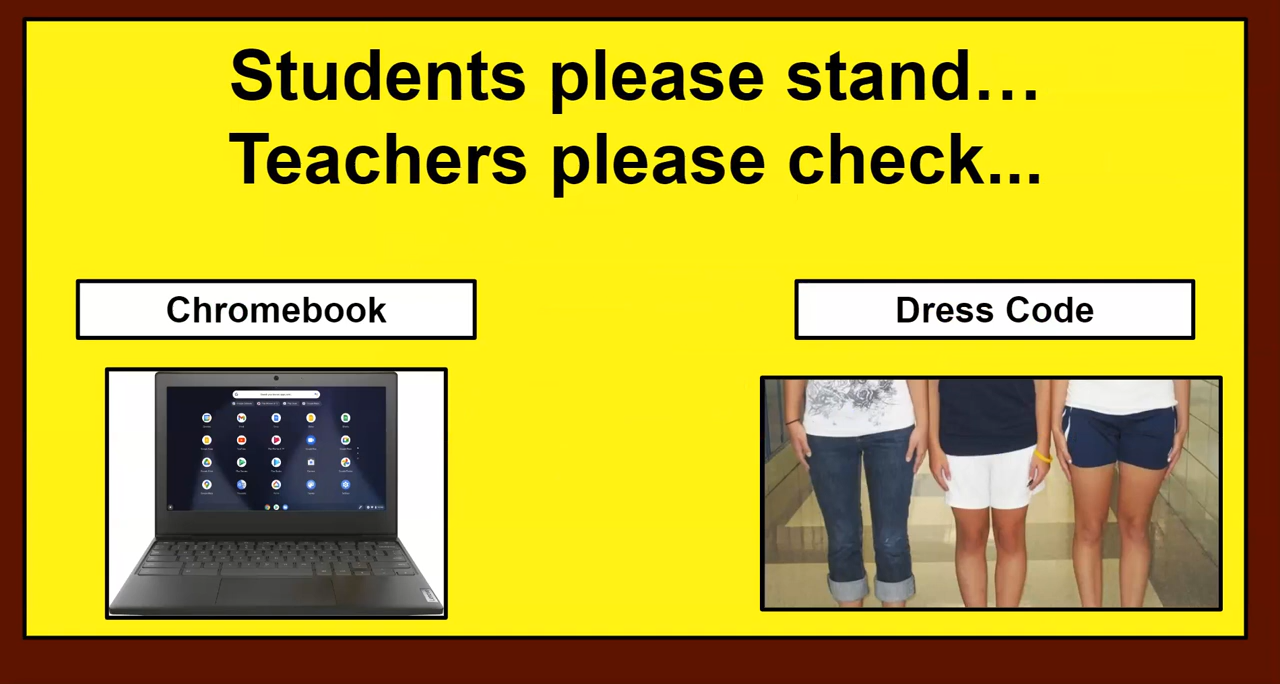 Students please stand…
Teachers please check...
Chromebook
Dress Code